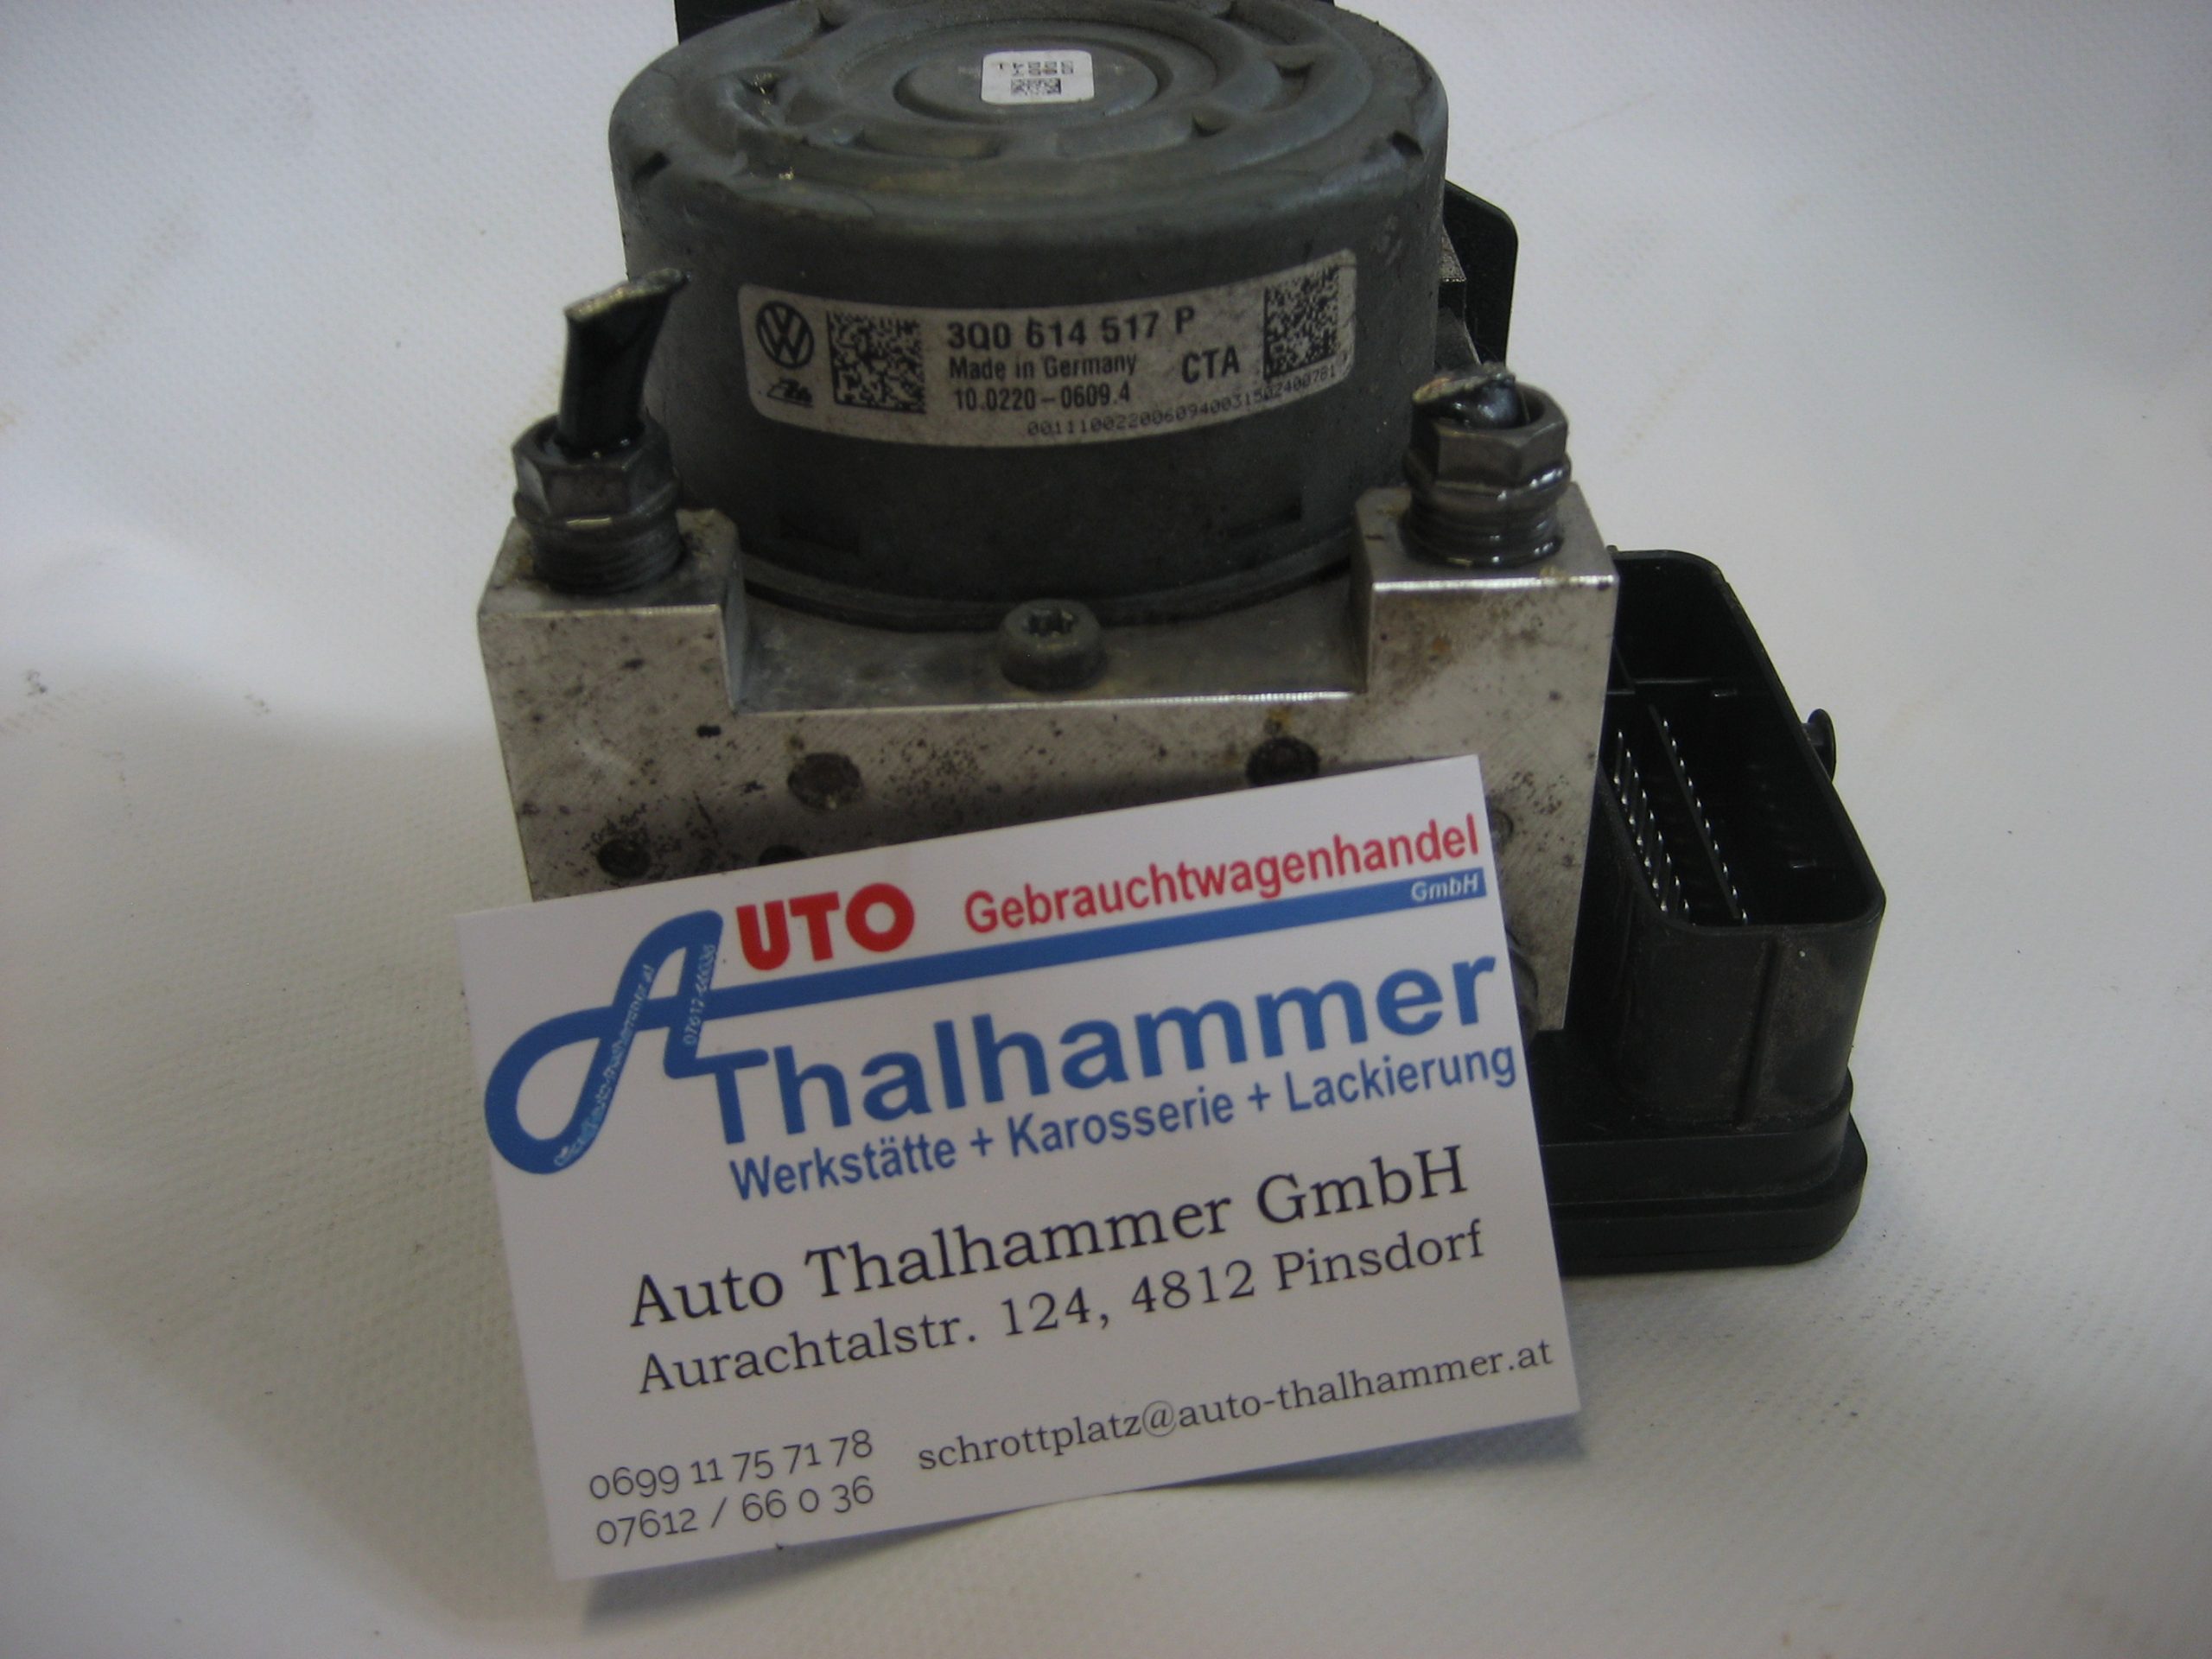 3Q0 614 517 P
Made in Germany CTA
Ate
10.0220-0609.4
0011100220060940031502400781
AUTO Gebrauchtwagenhandel
GmbH
Thalhammer
Werkstätte + Karosserie + Lackierung
Auto Thalhammer GmbH
Aurachtalstr. 124, 4812 Pinsdorf
0699 11 75 71 78
schrottplatz@auto-thalhammer.at
07612 / 66 0 36